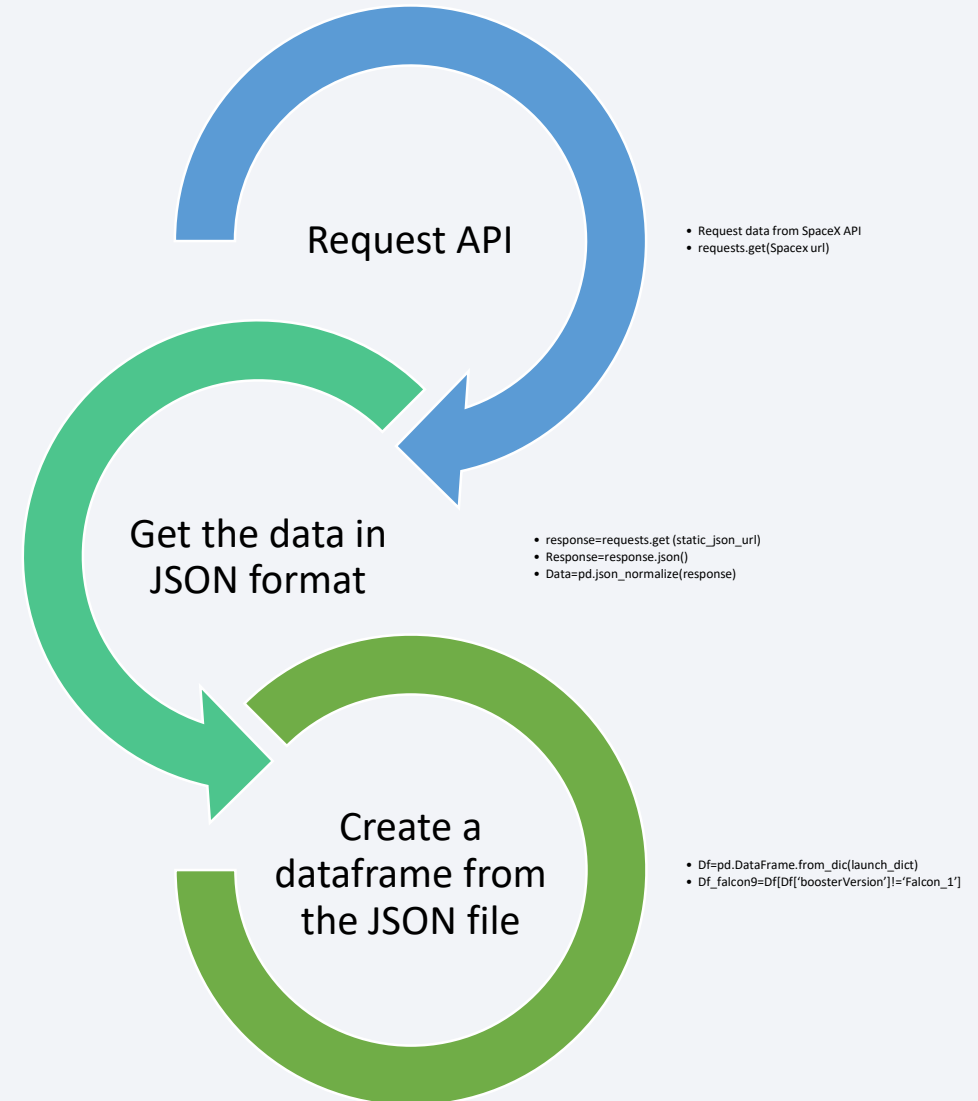 Request API
• Request data from SpaceX API
• requests.get(Spacex url)
Get the data in
JSON format
• response=requests.get (static_json_url)
• Response=response.json()
• Data=pd.json_normalize(response)
Create a
dataframe from
the JSON file
• Df=pd.DataFrame.from_dic(launch_dict)
• Df_falcon9=Df[Df[‘boosterVersion’]!=‘Falcon_1’]